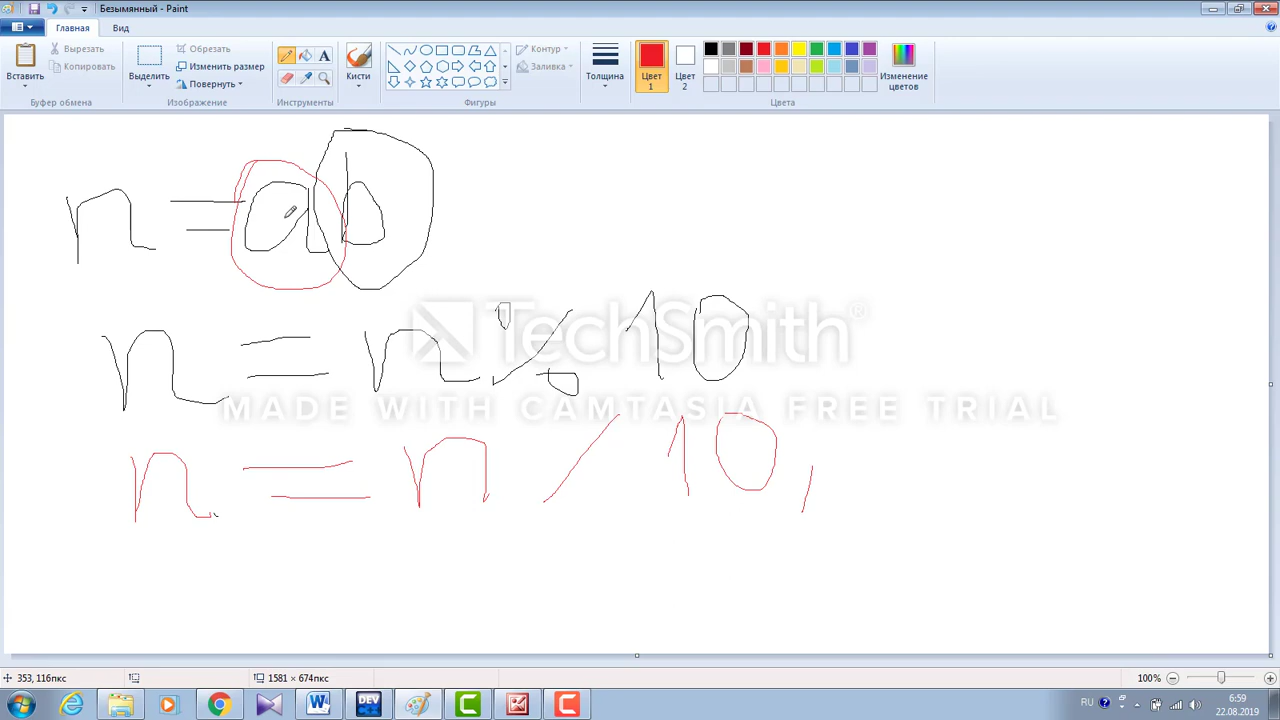 Безымянный - Paint
Главная
Вид
Вставить
Вырезать
Копировать
Буфер обмена
Выделить
Обрезать
Изменить размер
Повернуть
Изображение
Инструменты
Кисти
Фигуры
Контур
Заливка
Толщина
Цвет 1
Цвет 2
Изменение цветов
Цвета
n = ab
n = n % 10
n = n / 10,
TechSmith®
MADE WITH CAMTASIA FREE TRIAL
353, 116пкс
1581 × 674пкс
100%
DEV
RU
6:59
22.08.2019